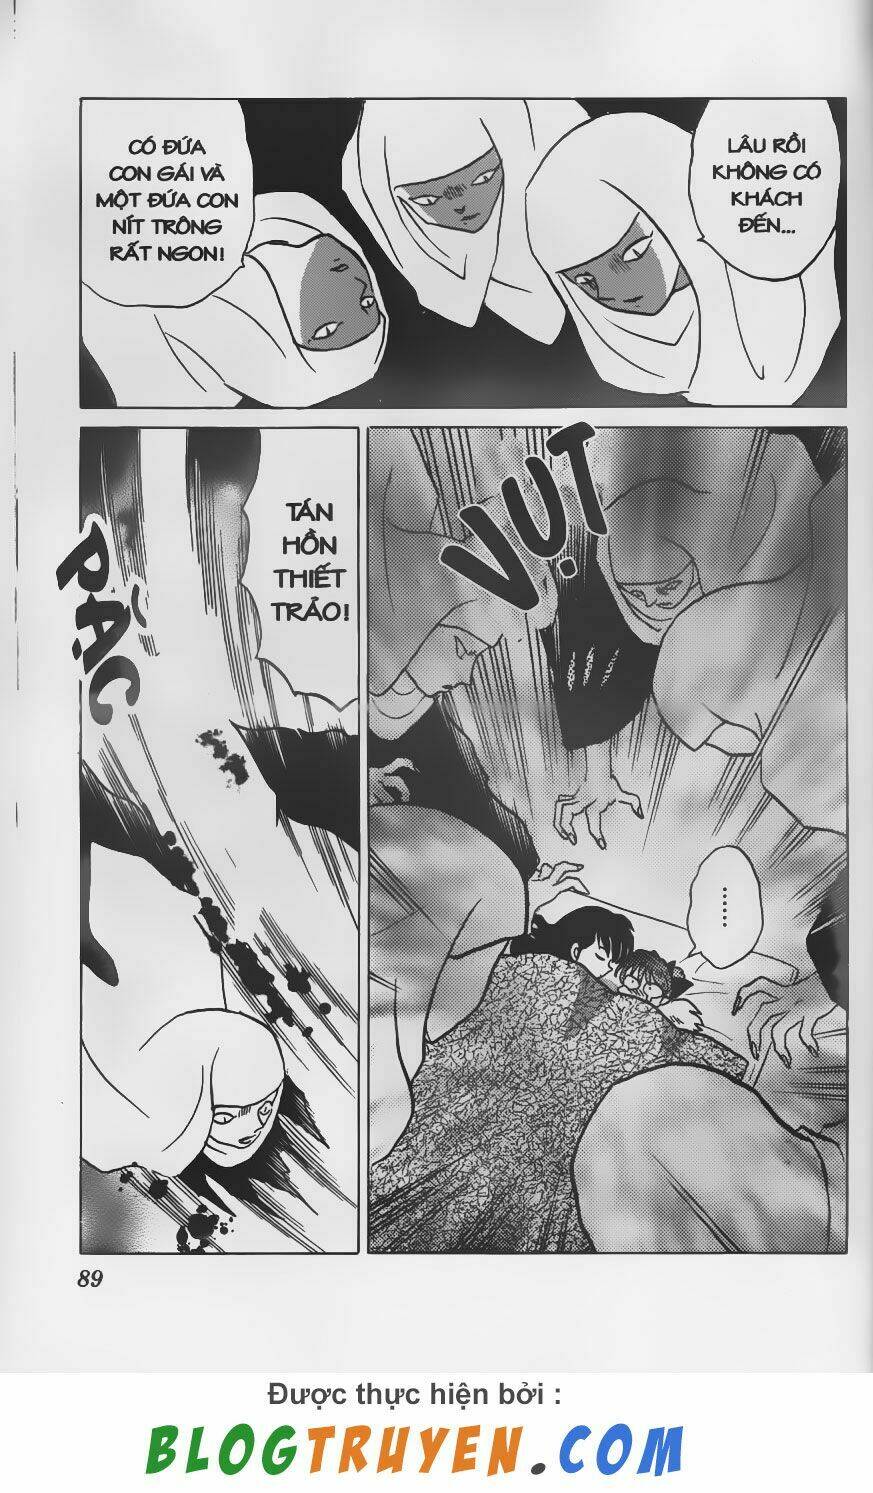 LÂU RỒI
KHÔNG CÓ
KHÁCH
ĐẾN...
CÓ ĐỨA
CON GÁI VÀ
MỘT ĐỨA CON
NÍT TRÔNG
RẤT NGON!
VỤT
......
TÁN
HỒN
THIẾT
TRẢO!
PẶC
89
Được thực hiện bởi :
BLOGTRUYEN.COM